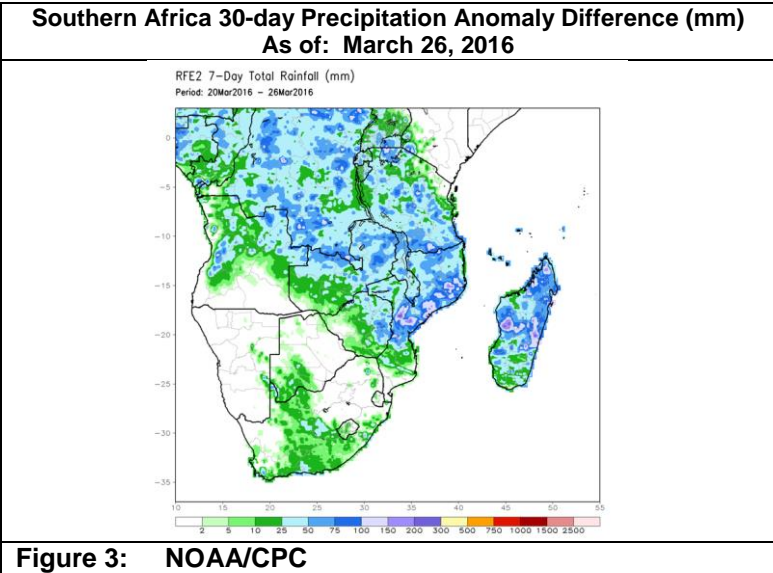 Southern Africa 30-day Precipitation Anomaly Difference (mm)
As of: March 26, 2016
RFE2 7-Day Total Rainfall (mm)
Period: 20Mar2016 – 26Mar2016
0
-5
-10
-15
-20
-25
-30
-35
10 15 20 25 30 35 40 45 50 55
2 5 10 25 50 75 100 150 200 300 500 750 1000 1500 2500
Figure 3: NOAA/CPC